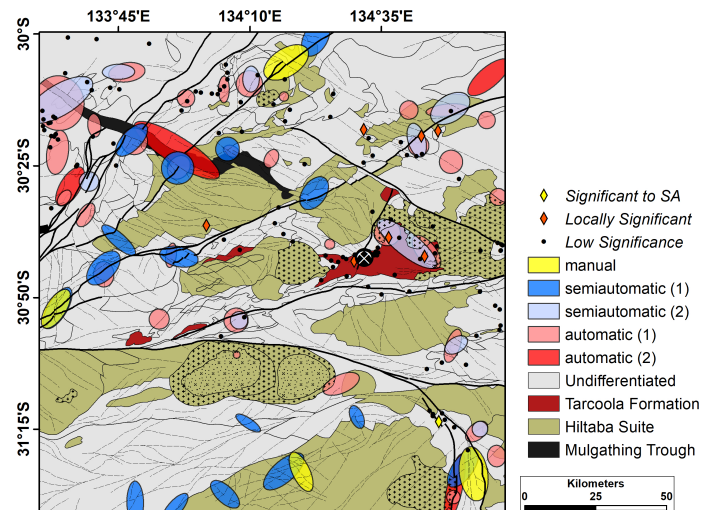 133°45'E 134°10'E 134°35'E
30°S
30°25'S
30°50'S
31°15'S
Significant to SA
Locally Significant
Low Significance
manual
semiautomatic (1)
semiautomatic (2)
automatic (1)
automatic (2)
Undifferentiated
Tarcoola Formation
Hiltaba Suite
Mulgathing Trough
Kilometers
0 25 50